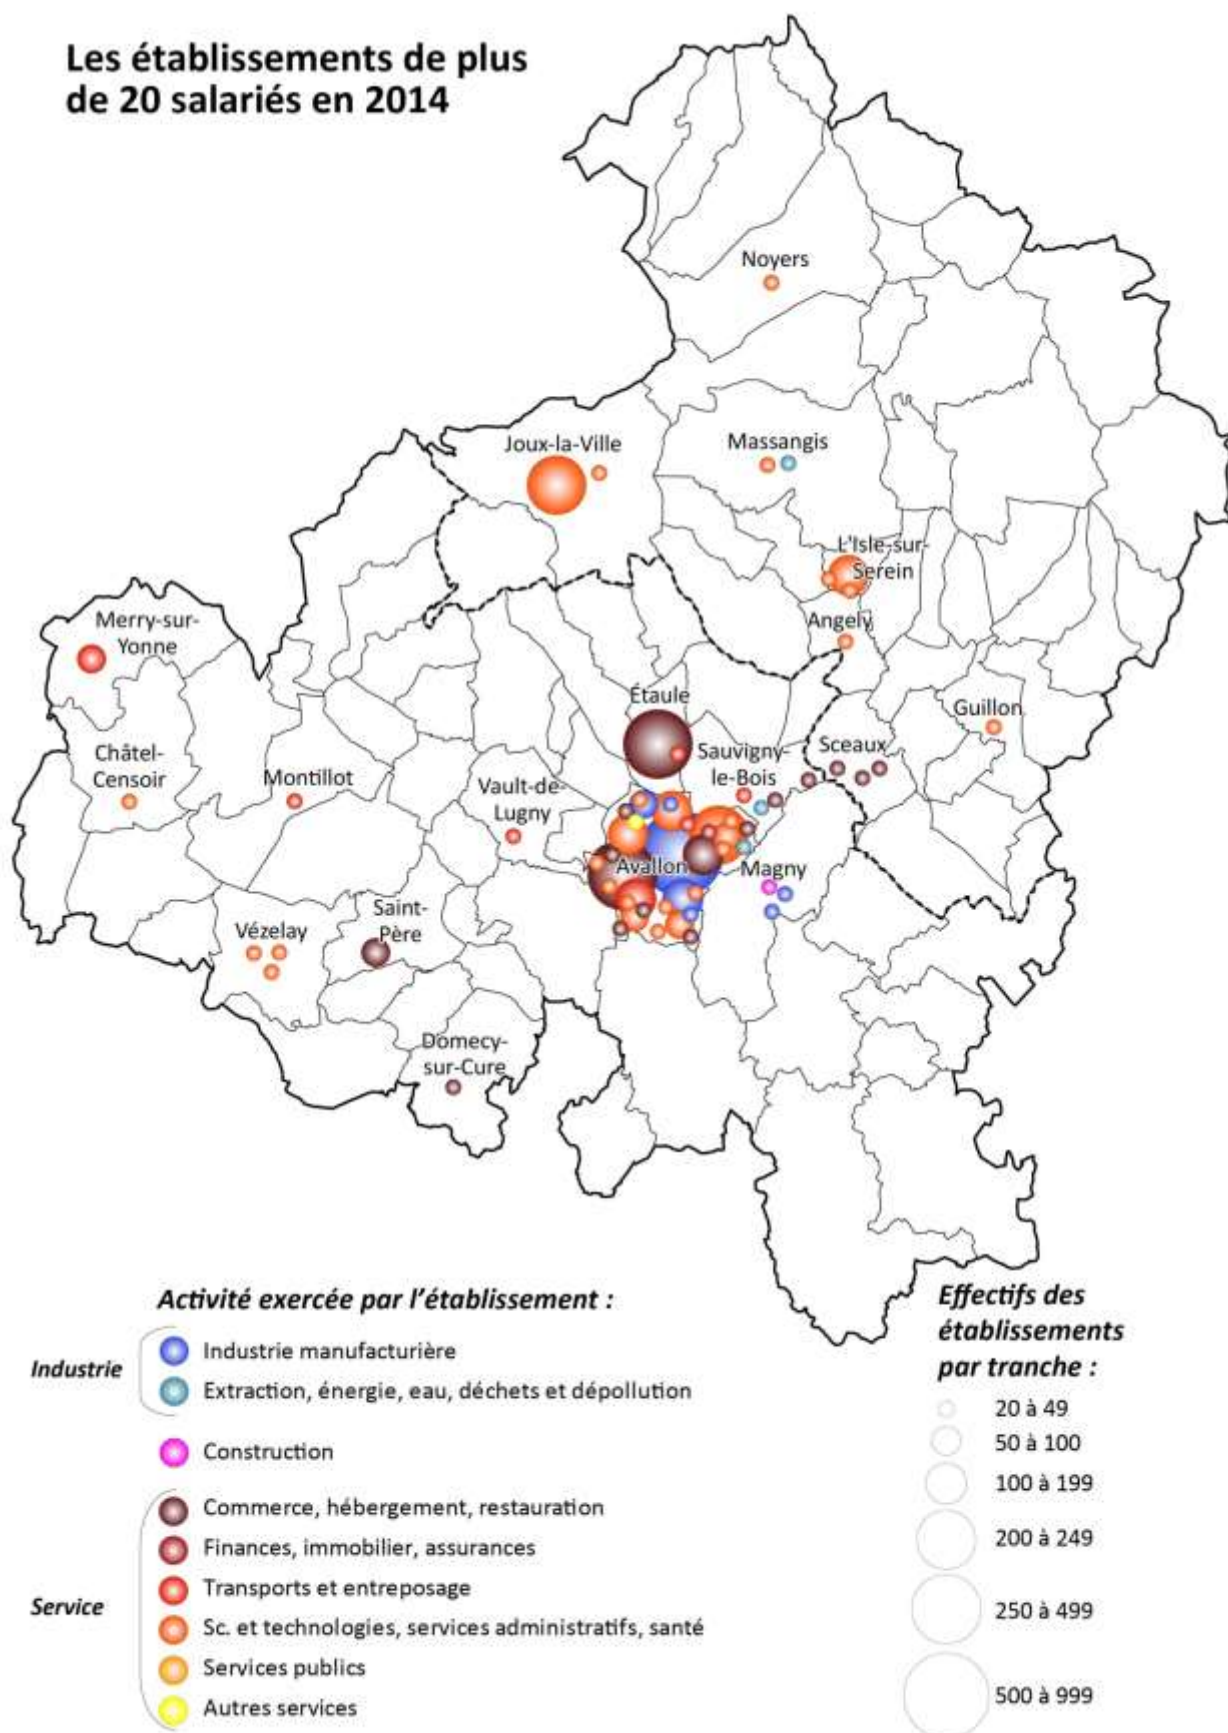 Les établissements de plus
de 20 salariés en 2014
Noyers
Joux-la-Ville
Massangis
L'Isle-sur-
Serein
Angely
Merry-sur-
Yonne
Étaule
Guillon
Châtel-
Censoir
Montillot
Vault-de-
Lugny
Sauvigny-
le-Bois
Sceaux
Avallon
Magny
Vézelay
Saint-
Père
Domecy-
sur-Cure
Activité exercée par l'établissement :
Industrie
Industrie manufacturière
Extraction, énergie, eau, déchets et dépollution
Construction
Service
Commerce, hébergement, restauration
Finances, immobilier, assurances
Transports et entreposage
Sc. et technologies, services administratifs, santé
Services publics
Autres services
Effectifs des
établissements
par tranche :
20 à 49
50 à 100
100 à 199
200 à 249
250 à 499
500 à 999